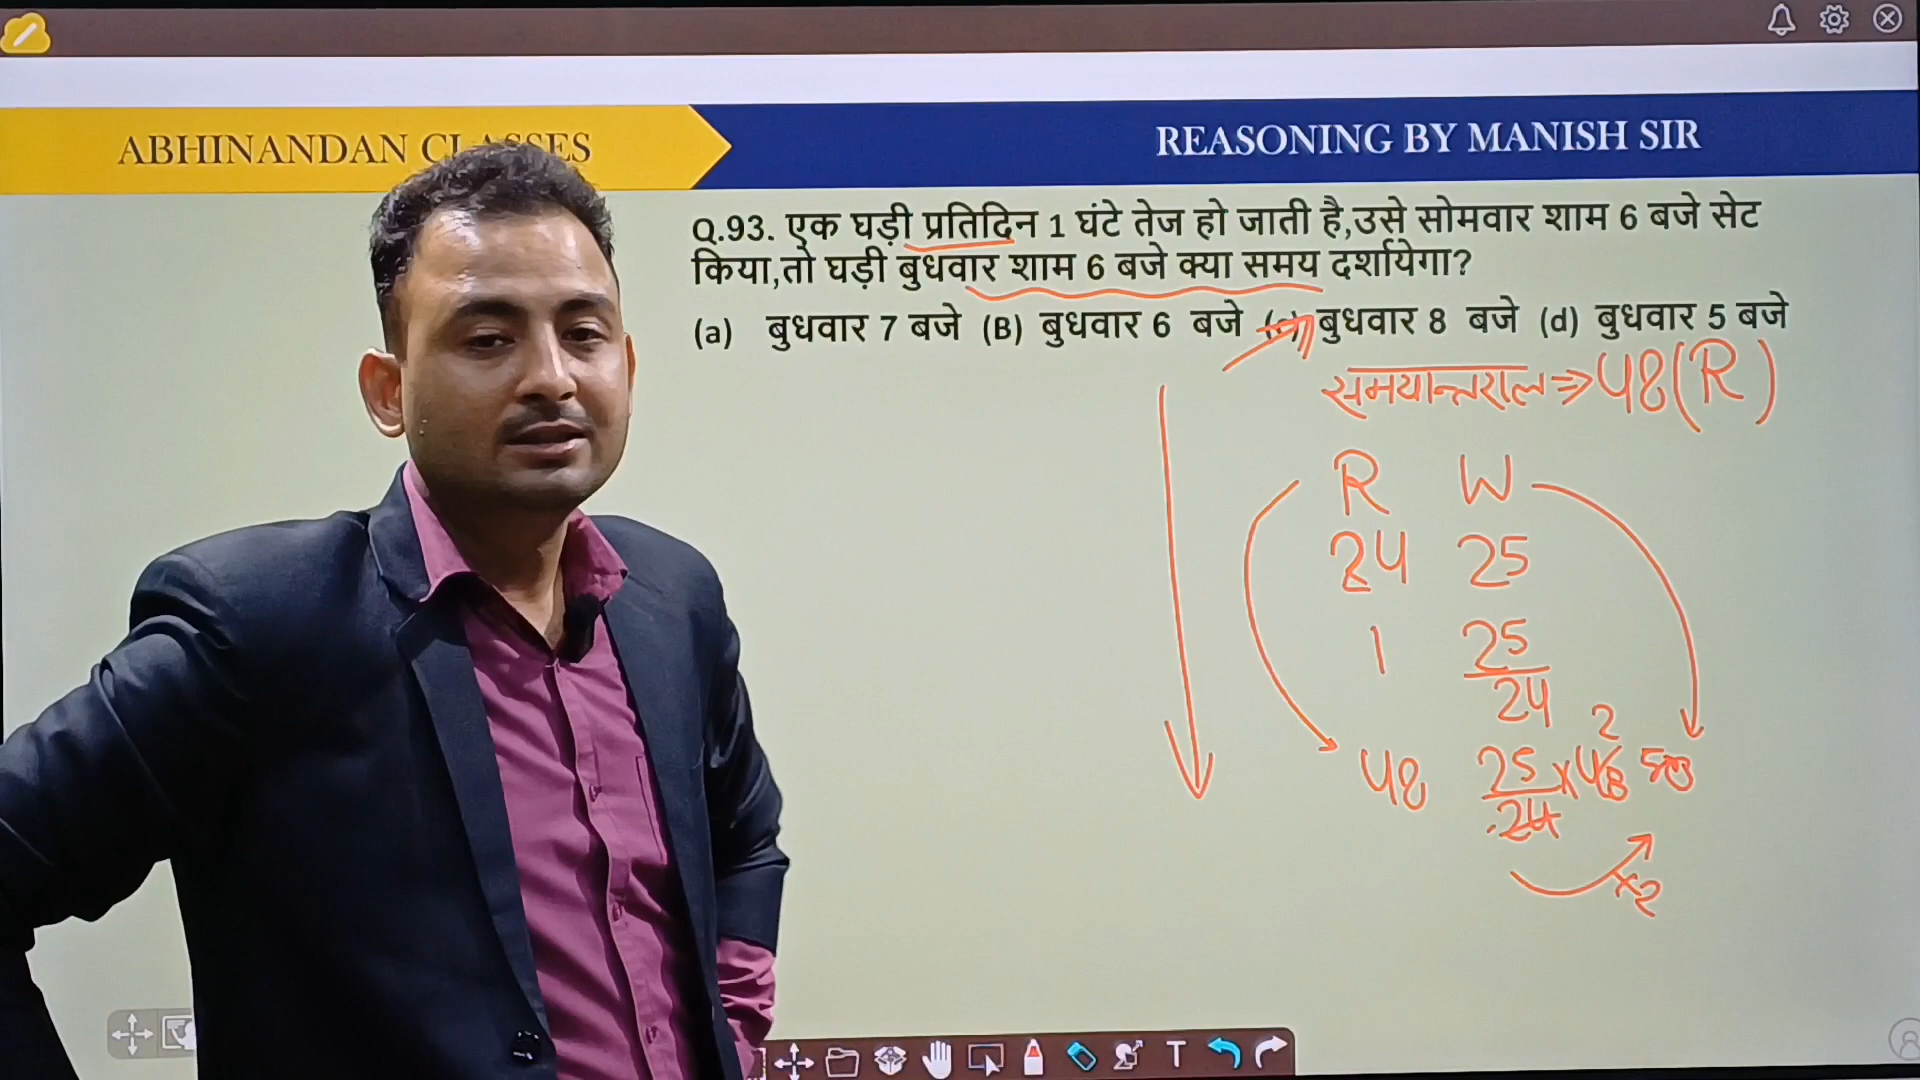 ABHINANDAN CLASSES
REASONING BY MANISH SIR
Q.93. एक घड़ी प्रतिदिन 1 घंटे तेज हो जाती है,उसे सोमवार शाम 6 बजे सेट
किया,तो घड़ी बुधवार शाम 6 बजे क्या समय दर्शायेगा?
(a) बुधवार 7 बजे (B) बुधवार 6 बजे (c) बुधवार 8 बजे (d) बुधवार 5 बजे
समयान्तराल⇒48(R)
R W
24 25
1 25/24
2
48 25/24×48 50
+2
T